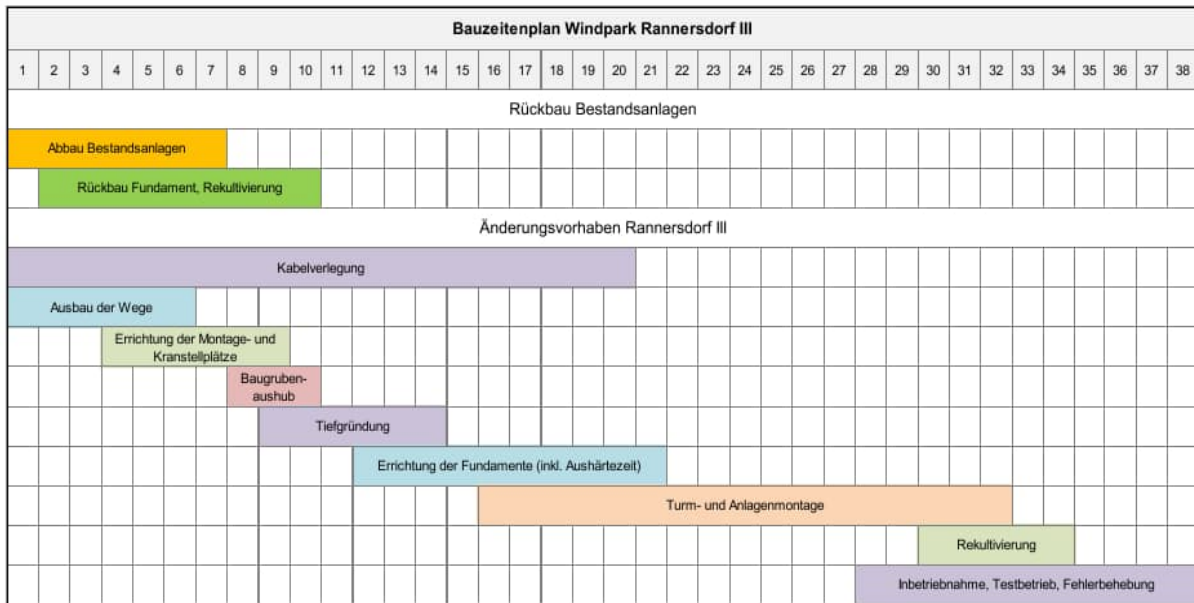 Bauzeitenplan Windpark Rannersdorf III
1 2 3 4 5 6 7 8 9 10 11 12 13 14 15 16 17 18 19 20 21 22 23 24 25 26 27 28 29 30 31 32 33 34 35 36 37 38
Rückbau Bestandsanlagen
Abbau Bestandsanlagen
Rückbau Fundament, Rekultivierung
Änderungsvorhaben Rannersdorf III
Kabelverlegung
Ausbau der Wege
Errichtung der Montage- und
Kranstellplätze
Baugruben-
aushub
Tiefgründung
Errichtung der Fundamente (inkl. Aushärtezeit)
Turm- und Anlagenmontage
Rekultivierung
Inbetriebnahme, Testbetrieb, Fehlerbehebung